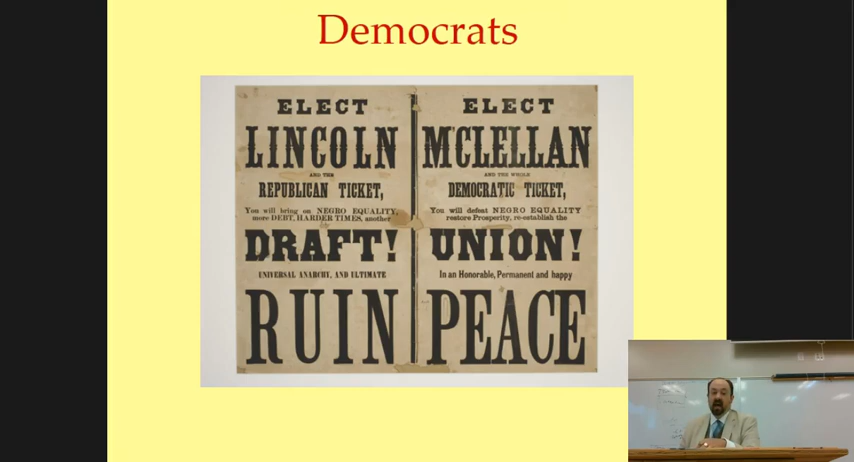 Democrats
ELECT
LINCOLN
AND THE
REPUBLICAN TICKET,
You will bring on NEGRO EQUALITY,
more DEBT, HARDER TIMES, another
DRAFT!
UNIVERSAL ANARCHY, AND ULTIMATE
RUIN
ELECT
MCLELLAN
AND THE WHOLE
DEMOCRATIC TICKET,
You will defeat NEGRO EQUALITY
restore Prosperity, re-establish the
UNION!
In an Honorable, Permanent and happy
PEACE